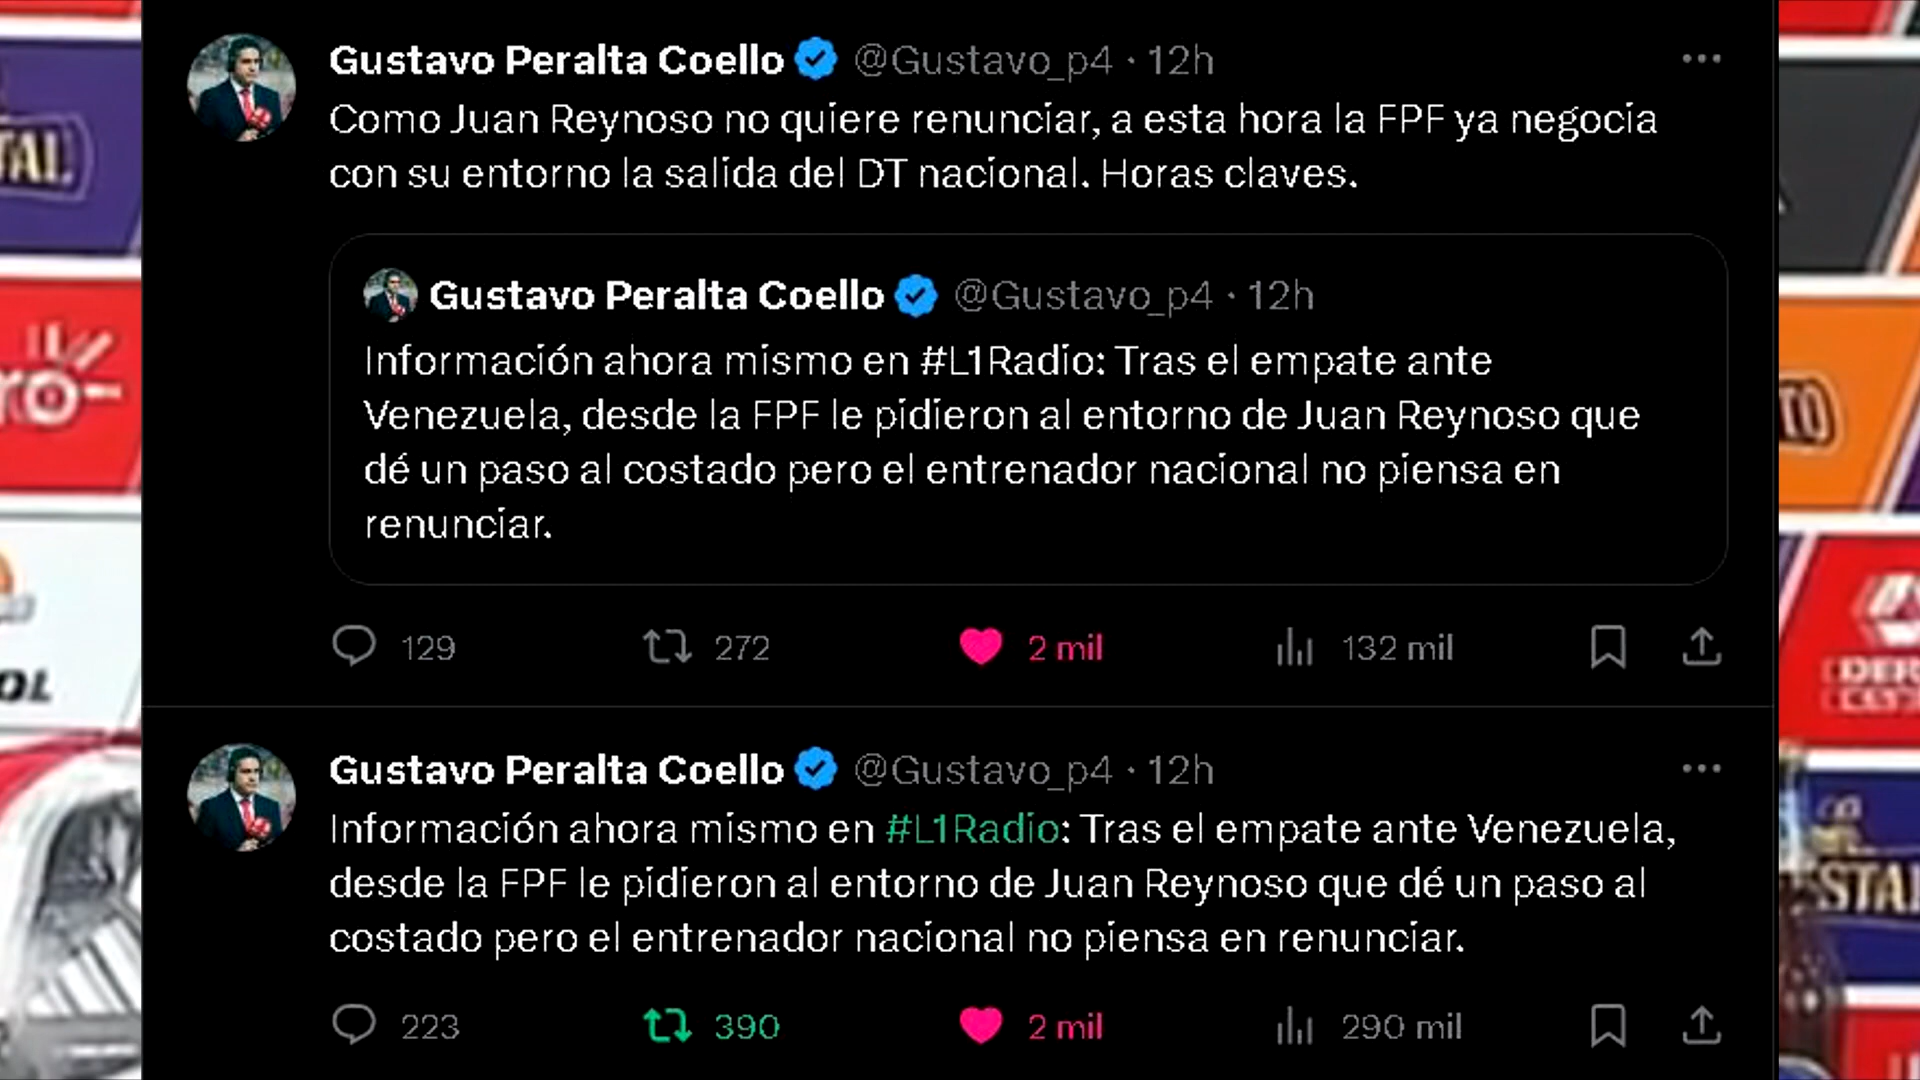 Gustavo Peralta Coello @Gustavo_p4 · 12h
Como Juan Reynoso no quiere renunciar, a esta hora la FPF ya negocia
con su entorno la salida del DT nacional. Horas claves.
Gustavo Peralta Coello @Gustavo_p4 · 12h
Información ahora mismo en #L1Radio: Tras el empate ante
Venezuela, desde la FPF le pidieron al entorno de Juan Reynoso que
dé un paso al costado pero el entrenador nacional no piensa en
renunciar.
129 272 2 mil 132 mil
Gustavo Peralta Coello @Gustavo_p4 · 12h
Información ahora mismo en #L1Radio: Tras el empate ante Venezuela,
desde la FPF le pidieron al entorno de Juan Reynoso que dé un paso al
costado pero el entrenador nacional no piensa en renunciar.
223 390 2 mil 290 mil